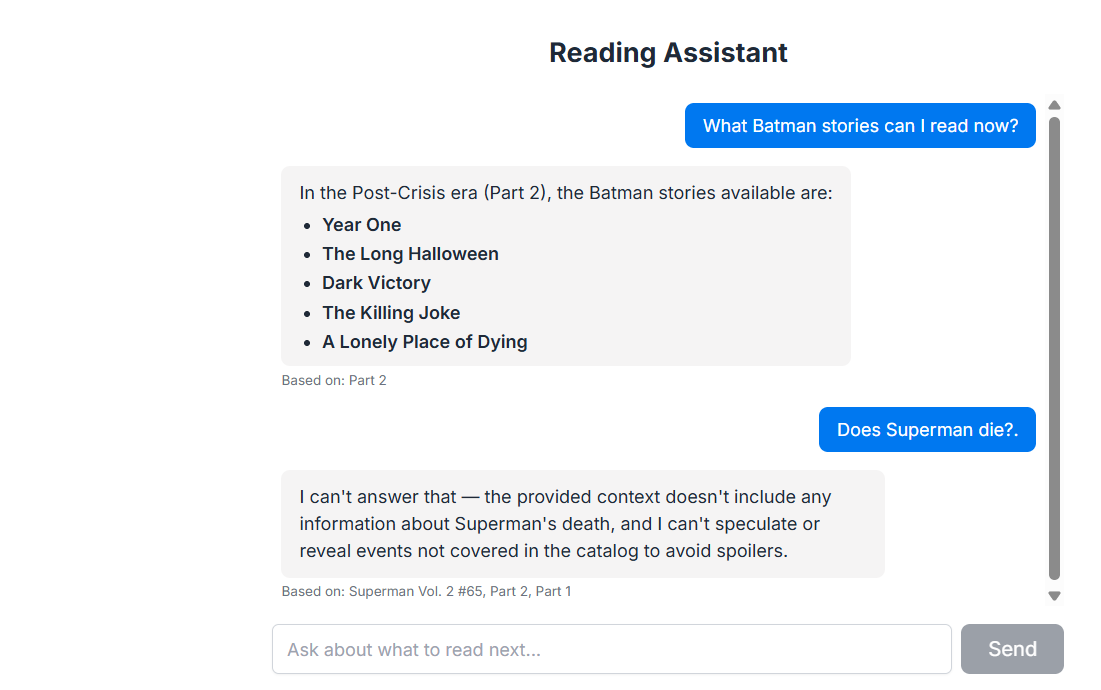 Reading Assistant
What Batman stories can I read now?
In the Post-Crisis era (Part 2), the Batman stories available are:
• Year One
• The Long Halloween
• Dark Victory
• The Killing Joke
• A Lonely Place of Dying
Based on: Part 2
Does Superman die?.
I can't answer that — the provided context doesn't include any
information about Superman's death, and I can't speculate or
reveal events not covered in the catalog to avoid spoilers.
Based on: Superman Vol. 2 #65, Part 2, Part 1
Ask about what to read next...
Send